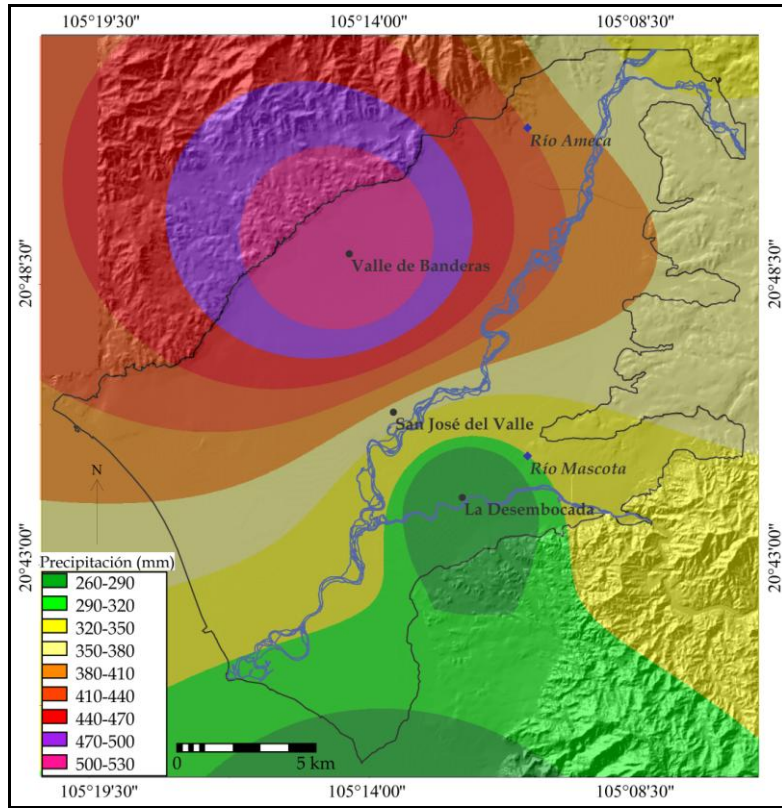 105°19'30"
105°14'00"
105°08'30"
Río Ameca
Valle de Banderas
20°48'30"
20°48'30"
San José del Valle
N
Río Mascota
La Desembocada
20°43'00"
20°43'00"
Precipitación (mm)
260-290
290-320
320-350
350-380
380-410
410-440
440-470
470-500
500-530
0
5 km
105°19'30"
105°14'00"
105°08'30"